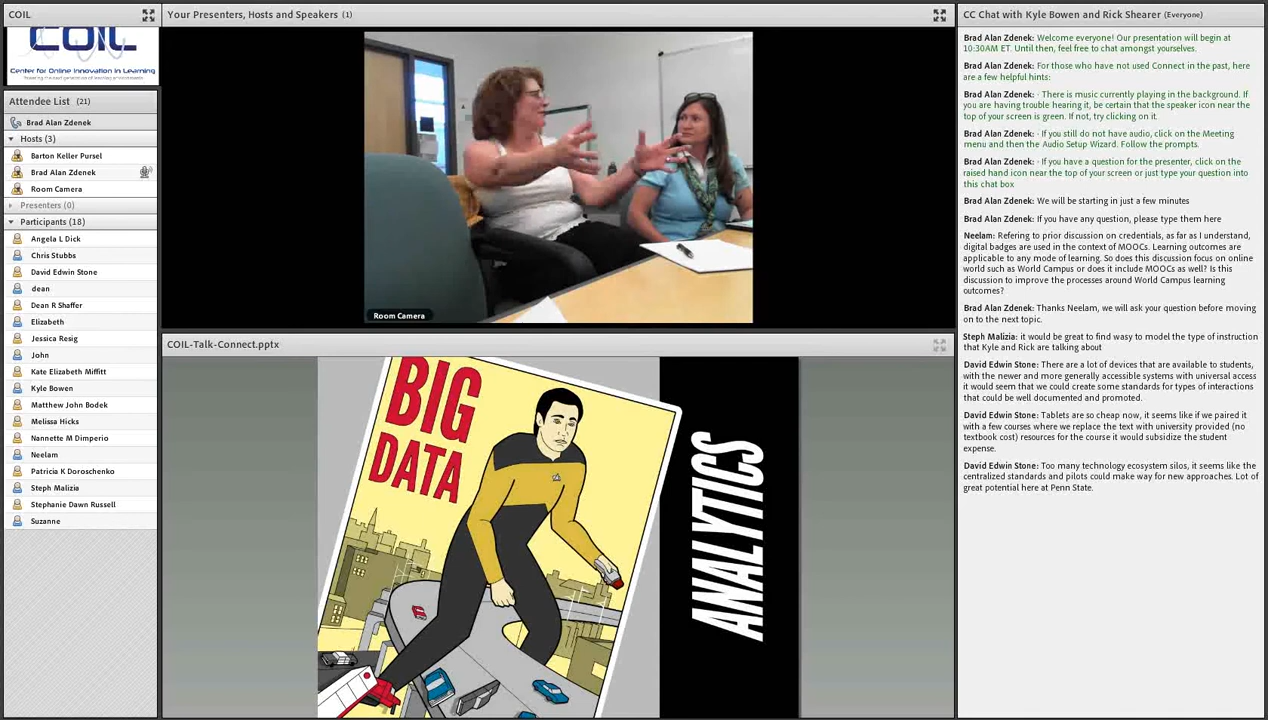 COIL
COIL
Center for Online Innovation in Learning
Attendee List (21)
Brad Alan Zdenek
Hosts (3)
Barton Keller Pursel
Brad Alan Zdenek
Room Camera
Presenters (0)
Participants (18)
Angela L Dick
Chris Stubbs
David Edwin Stone
dean
Dean R Shaffer
Elizabeth
Jessica Resig
John
Kate Elizabeth Miffitt
Kyle Bowen
Matthew John Bodek
Melissa Hicks
Nannette M Dimperio
Neelam
Patricia K Doroschenko
Steph Malizia
Stephanie Dawn Russell
Suzanne
Your Presenters, Hosts and Speakers (1)
Room Camera
COIL-Talk-Connect.pptx
BIG
DATA
ANALYTICS
CC Chat with Kyle Bowen and Rick Shearer (Everyone)
Brad Alan Zdenek: Welcome everyone! Our presentation will begin at
10:30AM ET. Until then, feel free to chat amongst yourselves.
Brad Alan Zdenek: For those who have not used Connect in the past, here
are a few helpful hints:
Brad Alan Zdenek: · There is music currently playing in the background. If
you are having trouble hearing it, be certain that the speaker icon near the
top of your screen is green. If not, try clicking on it.
Brad Alan Zdenek: · If you still do not have audio, click on the Meeting
menu and then the Audio Setup Wizard. Follow the prompts.
Brad Alan Zdenek: · If you have a question for the presenter, click on the
raised hand icon near the top of your screen or just type your question into
this chat box
Brad Alan Zdenek: We will be starting in just a few minutes
Brad Alan Zdenek: If you have any question, please type them here
Neelam: Refering to prior discussion on credentials, as far as I understand,
digital badges are used in the context of MOOCs. Learning outcomes are
applicable to any mode of learning. So does this discussion focus on online
world such as World Campus or does it include MOOCs as well? Is this
discussion to improve the processes around World Campus learning
outcomes?
Brad Alan Zdenek: Thanks Neelam, we will ask your question before moving
on to the next topic.
Steph Malizia: it would be great to find wasy to model the type of instruction
that Kyle and Rick are talking about
David Edwin Stone: There are a lot of devices that are available to students,
with the newer and more generally accessible systems with universal access
it would seem that we could create some standards for types of interactions
that could be well documented and promoted.
David Edwin Stone: Tablets are so cheap now, it seems like if we paired it
with a few courses where we replace the text with university provided (no
textbook cost) resources for the course it would subsidize the student
expense.
David Edwin Stone: Too many technology ecosystem silos, it seems like the
centralized standards and pilots could make way for new approaches. Lot of
great potential here at Penn State.